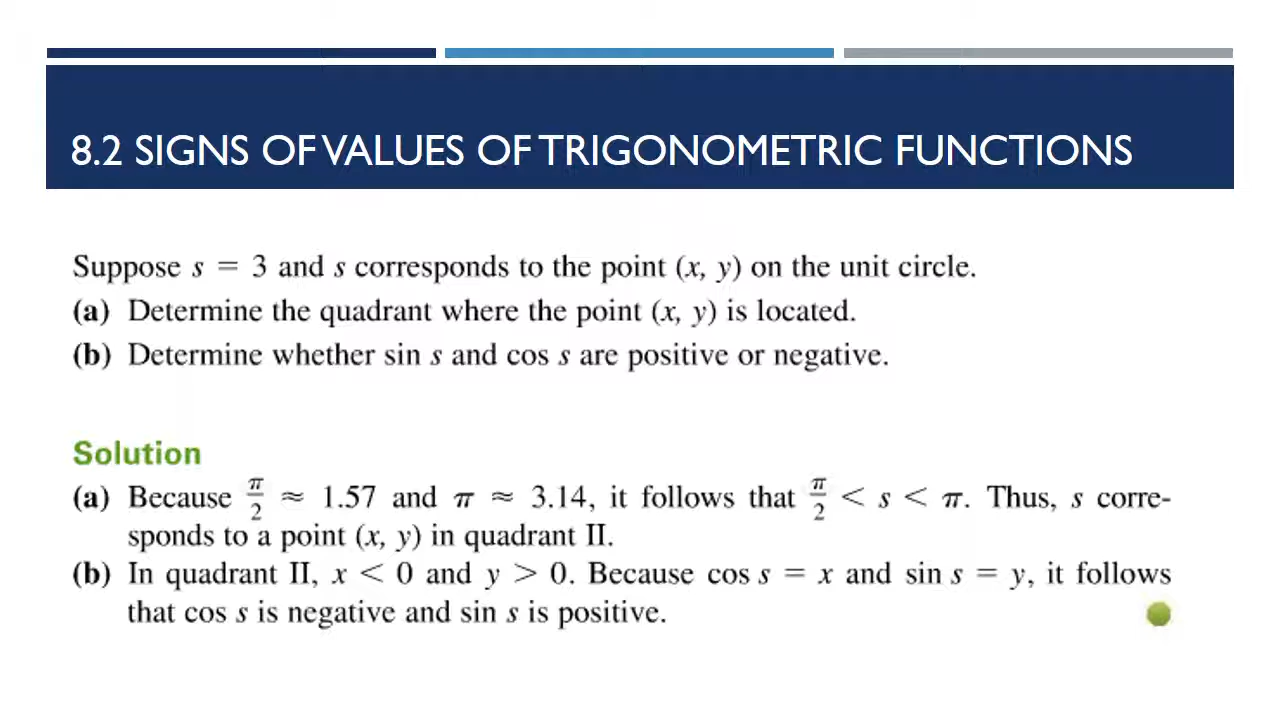 8.2 SIGNS OF VALUES OF TRIGONOMETRIC FUNCTIONS
Suppose s = 3 and s corresponds to the point (x, y) on the unit circle.
(a) Determine the quadrant where the point (x, y) is located.
(b) Determine whether sin s and cos s are positive or negative.
Solution
(a) Because π/2 ≈ 1.57 and π ≈ 3.14, it follows that π/2 < s < π. Thus, s corre-
sponds to a point (x, y) in quadrant II.
(b) In quadrant II, x < 0 and y > 0. Because cos s = x and sin s = y, it follows
that cos s is negative and sin s is positive.